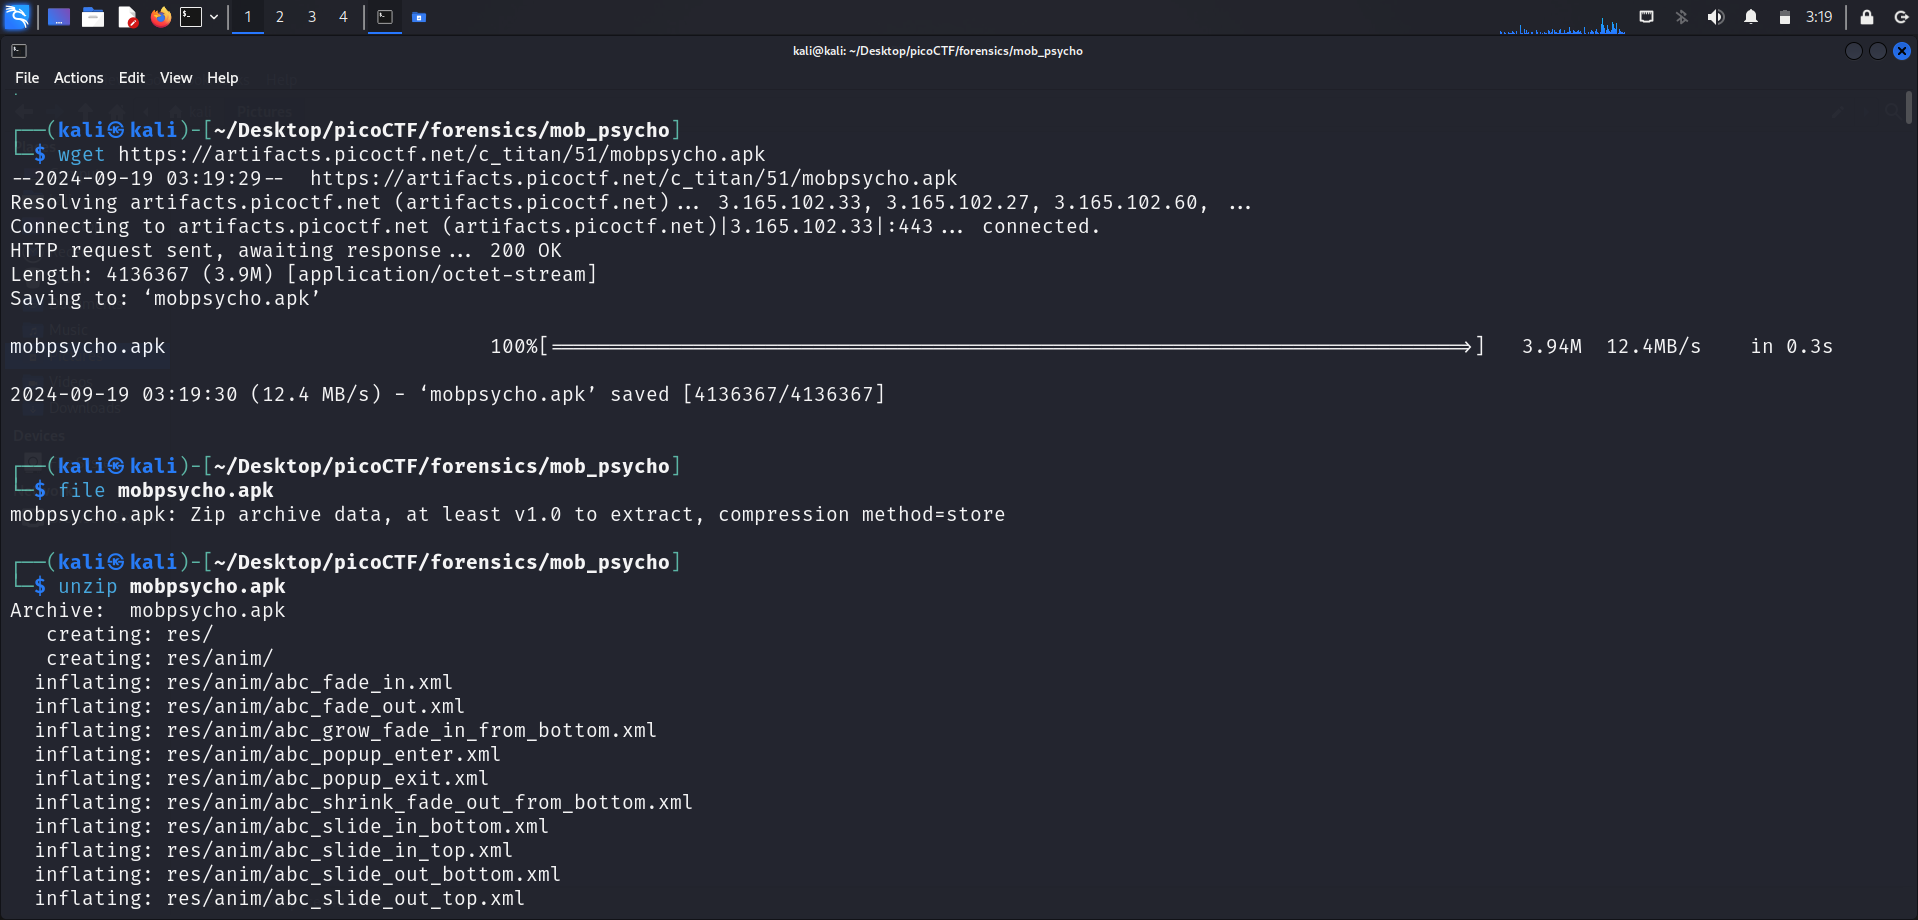 1 2 3 4 3:19
kali@kali: ~/Desktop/picoCTF/forensics/mob_psycho
File Actions Edit View Help
(kali㉿kali)-[~/Desktop/picoCTF/forensics/mob_psycho]
$ wget https://artifacts.picoctf.net/c_titan/51/mobpsycho.apk
--2024-09-19 03:19:29-- https://artifacts.picoctf.net/c_titan/51/mobpsycho.apk
Resolving artifacts.picoctf.net (artifacts.picoctf.net)... 3.165.102.33, 3.165.102.27, 3.165.102.60, ...
Connecting to artifacts.picoctf.net (artifacts.picoctf.net)|3.165.102.33|:443... connected.
HTTP request sent, awaiting response... 200 OK
Length: 4136367 (3.9M) [application/octet-stream]
Saving to: ‘mobpsycho.apk’
Music
mobpsycho.apk 100%[===================>] 3.94M 12.4MB/s in 0.3s
2024-09-19 03:19:30 (12.4 MB/s) - ‘mobpsycho.apk’ saved [4136367/4136367]
Downloads
Devices
(kali㉿kali)-[~/Desktop/picoCTF/forensics/mob_psycho]
$ file mobpsycho.apk
mobpsycho.apk: Zip archive data, at least v1.0 to extract, compression method=store
(kali㉿kali)-[~/Desktop/picoCTF/forensics/mob_psycho]
$ unzip mobpsycho.apk
Archive: mobpsycho.apk
creating: res/
creating: res/anim/
inflating: res/anim/abc_fade_in.xml
inflating: res/anim/abc_fade_out.xml
inflating: res/anim/abc_grow_fade_in_from_bottom.xml
inflating: res/anim/abc_popup_enter.xml
inflating: res/anim/abc_popup_exit.xml
inflating: res/anim/abc_shrink_fade_out_from_bottom.xml
inflating: res/anim/abc_slide_in_bottom.xml
inflating: res/anim/abc_slide_in_top.xml
inflating: res/anim/abc_slide_out_bottom.xml
inflating: res/anim/abc_slide_out_top.xml